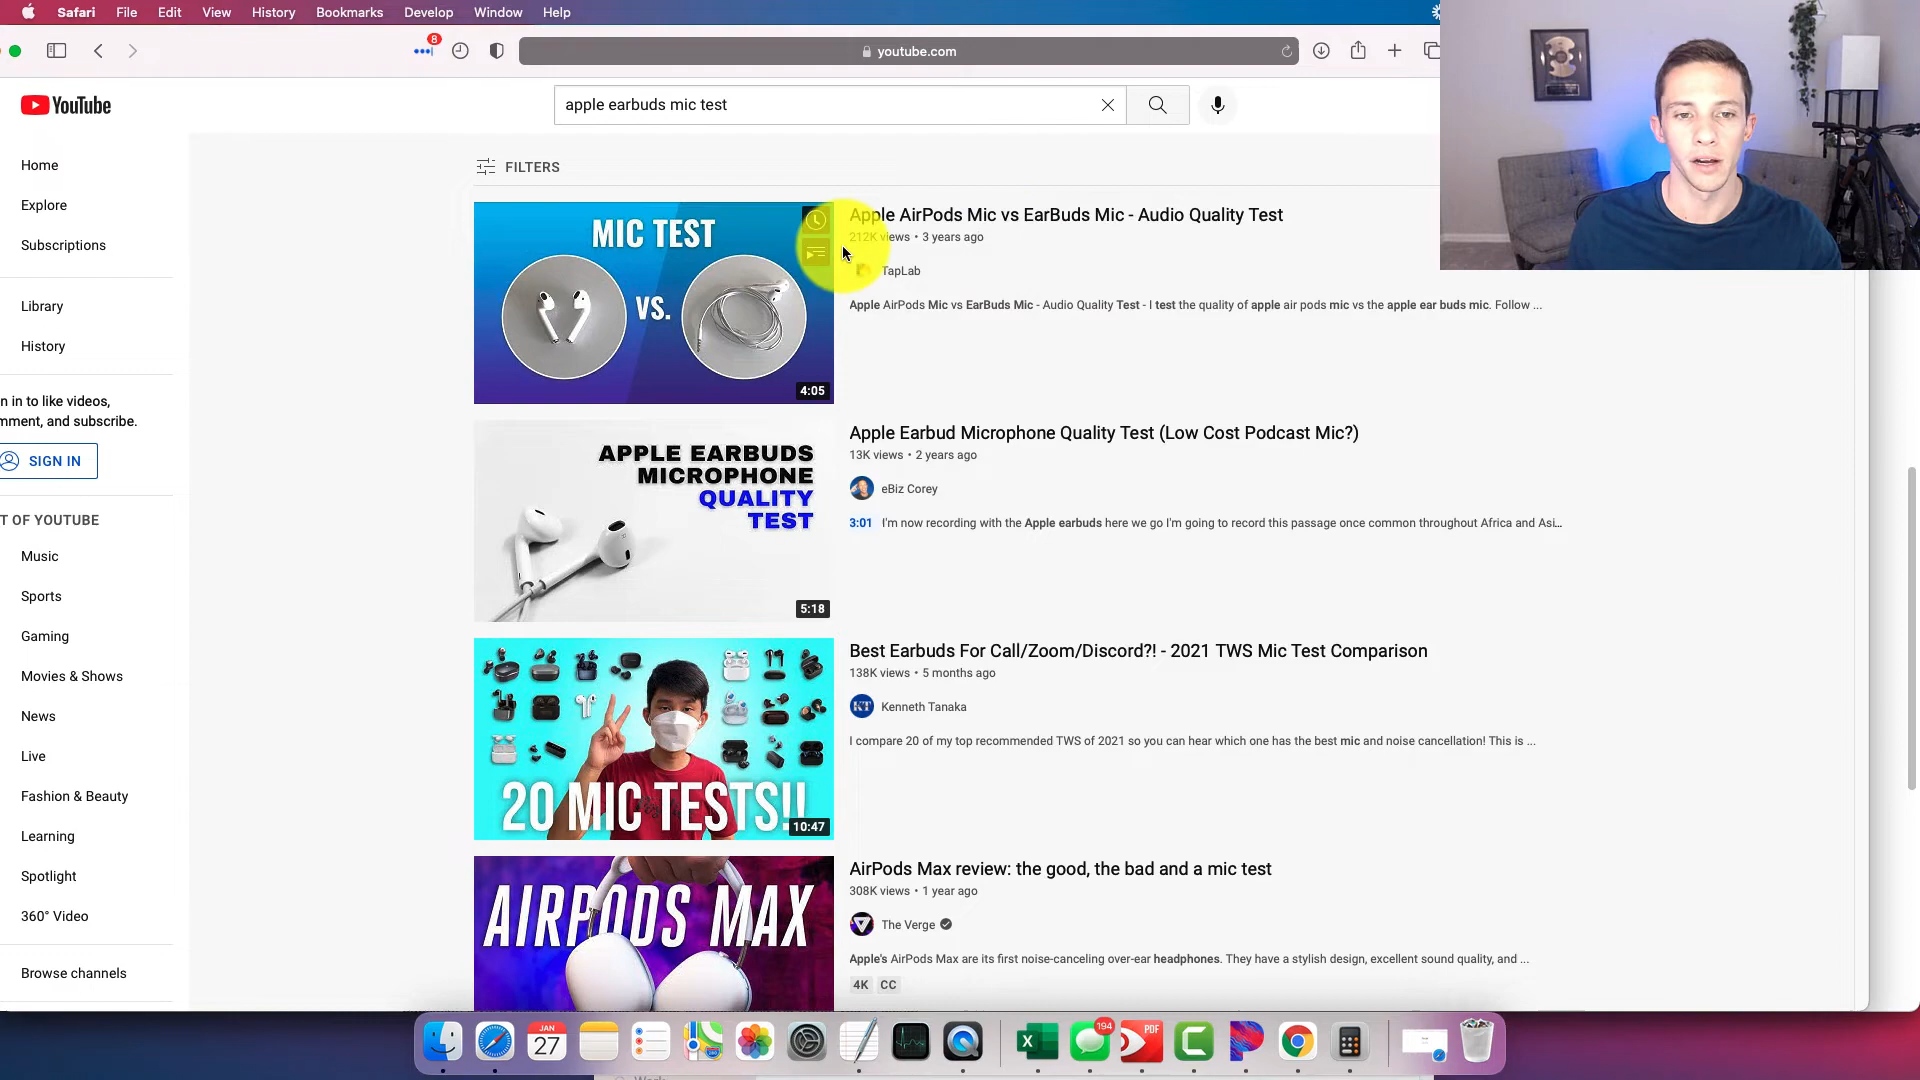 Safari File Edit View History Bookmarks Develop Window Help
8
youtube.com
YouTube
apple earbuds mic test
Home
Explore
Subscriptions
Library
History
n in to like videos,
mment, and subscribe.
SIGN IN
T OF YOUTUBE
Music
Sports
Gaming
Movies & Shows
News
Live
Fashion & Beauty
Learning
Spotlight
360° Video
Browse channels
FILTERS
MIC TEST
VS.
4:05
Apple AirPods Mic vs EarBuds Mic - Audio Quality Test
212K views • 3 years ago
TapLab
Apple AirPods Mic vs EarBuds Mic - Audio Quality Test - I test the quality of apple air pods mic vs the apple ear buds mic. Follow ...
APPLE EARBUDS
MICROPHONE
QUALITY
TEST
5:18
Apple Earbud Microphone Quality Test (Low Cost Podcast Mic?)
13K views • 2 years ago
eBiz Corey
3:01 I'm now recording with the Apple earbuds here we go I'm going to record this passage once common throughout Africa and Asi...
20 MIC TESTS!!
10:47
Best Earbuds For Call/Zoom/Discord?! - 2021 TWS Mic Test Comparison
138K views • 5 months ago
KT
Kenneth Tanaka
I compare 20 of my top recommended TWS of 2021 so you can hear which one has the best mic and noise cancellation! This is ...
AIRPODS MAX
AirPods Max review: the good, the bad and a mic test
308K views • 1 year ago
The Verge
Apple's AirPods Max are its first noise-canceling over-ear headphones. They have a stylish design, excellent sound quality, and ...
4K CC
JAN
27
194
PDF